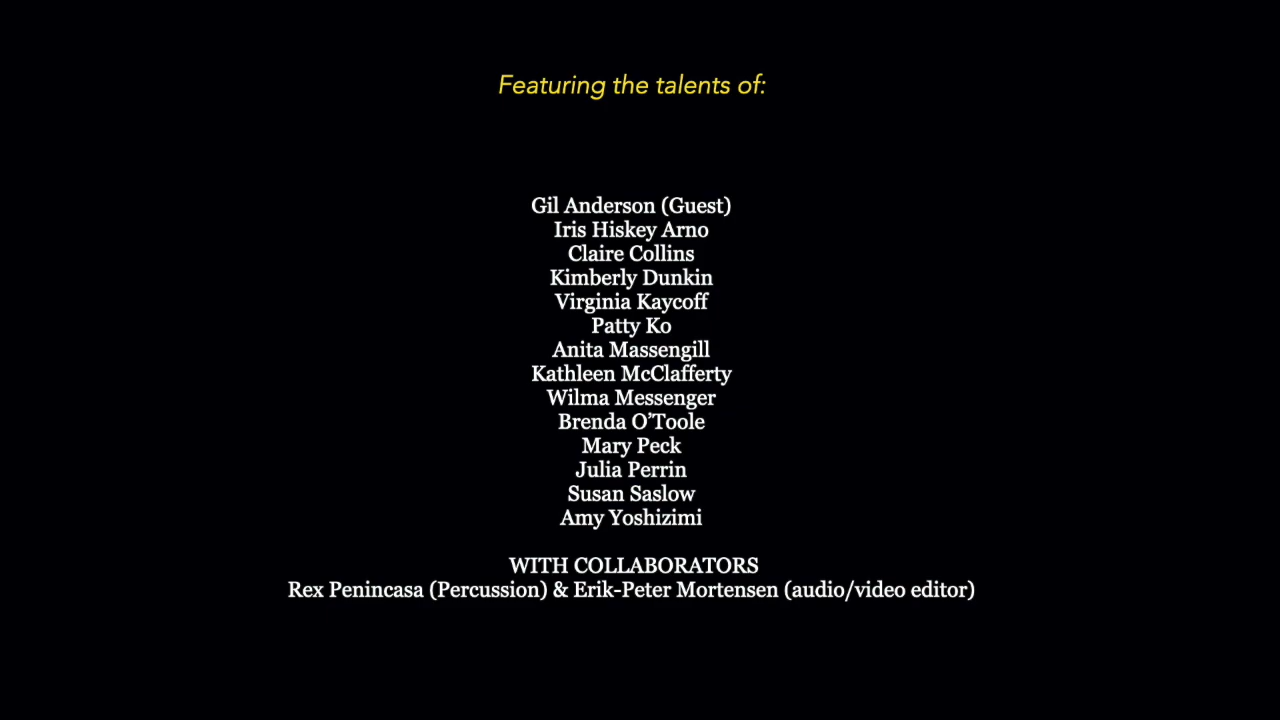 Featuring the talents of:
Gil Anderson (Guest)
Iris Hiskey Arno
Claire Collins
Kimberly Dunkin
Virginia Kaycoff
Patty Ko
Anita Massengill
Kathleen McClafferty
Wilma Messenger
Brenda O’Toole
Mary Peck
Julia Perrin
Susan Saslow
Amy Yoshizimi
WITH COLLABORATORS
Rex Penincasa (Percussion) & Erik-Peter Mortensen (audio/video editor)